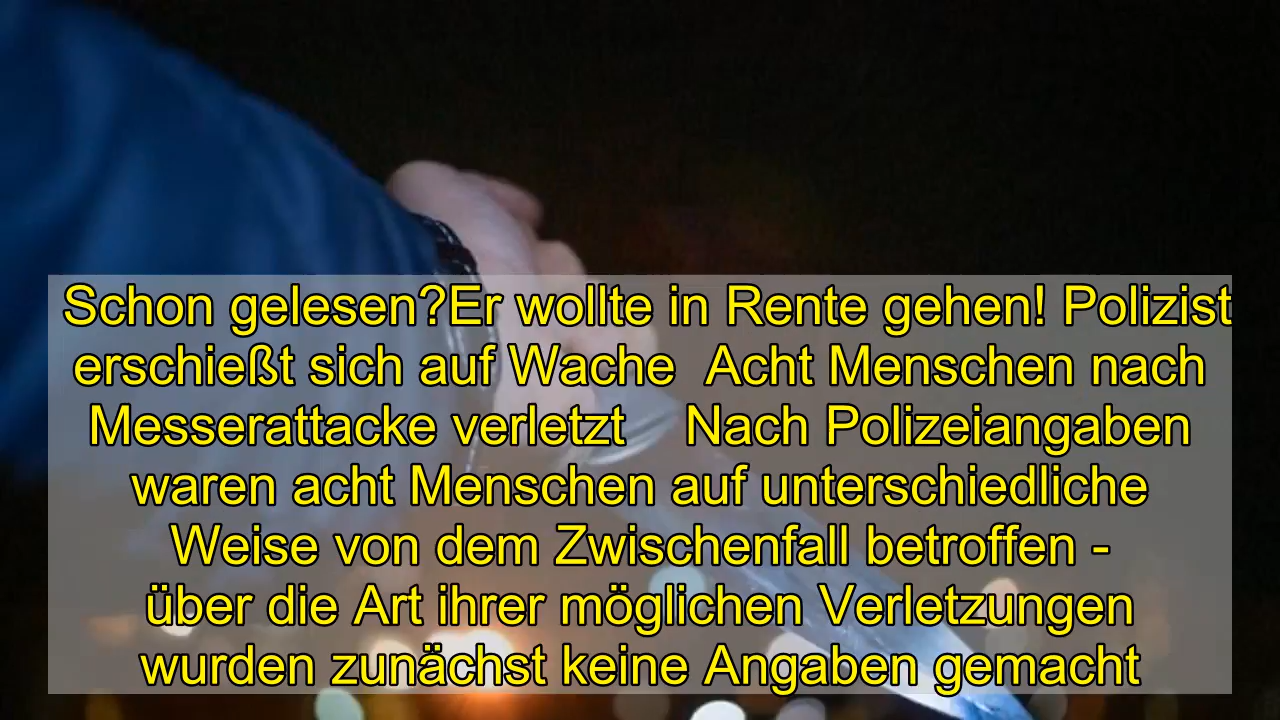 Schon gelesen?Er wollte in Rente gehen! Polizist
erschießt sich auf Wache  Acht Menschen nach
Messerattacke verletzt    Nach Polizeiangaben
waren acht Menschen auf unterschiedliche
Weise von dem Zwischenfall betroffen -
über die Art ihrer möglichen Verletzungen
wurden zunächst keine Angaben gemacht